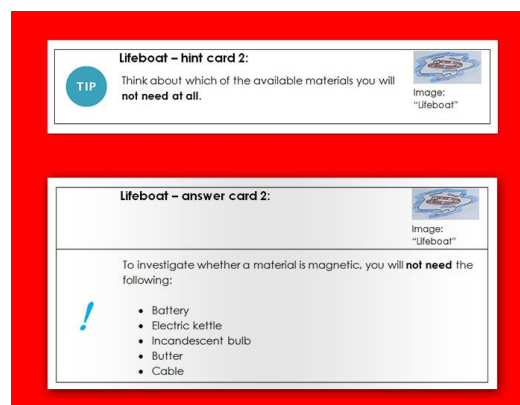 Lifeboat – hint card 2:
TIP
Think about which of the available materials you will
not need at all.
Image:
"Lifeboat"
Lifeboat – answer card 2:
Image:
"Lifeboat"
To investigate whether a material is magnetic, you will not need the
following:
!
• Battery
• Electric kettle
• Incandescent bulb
• Butter
• Cable